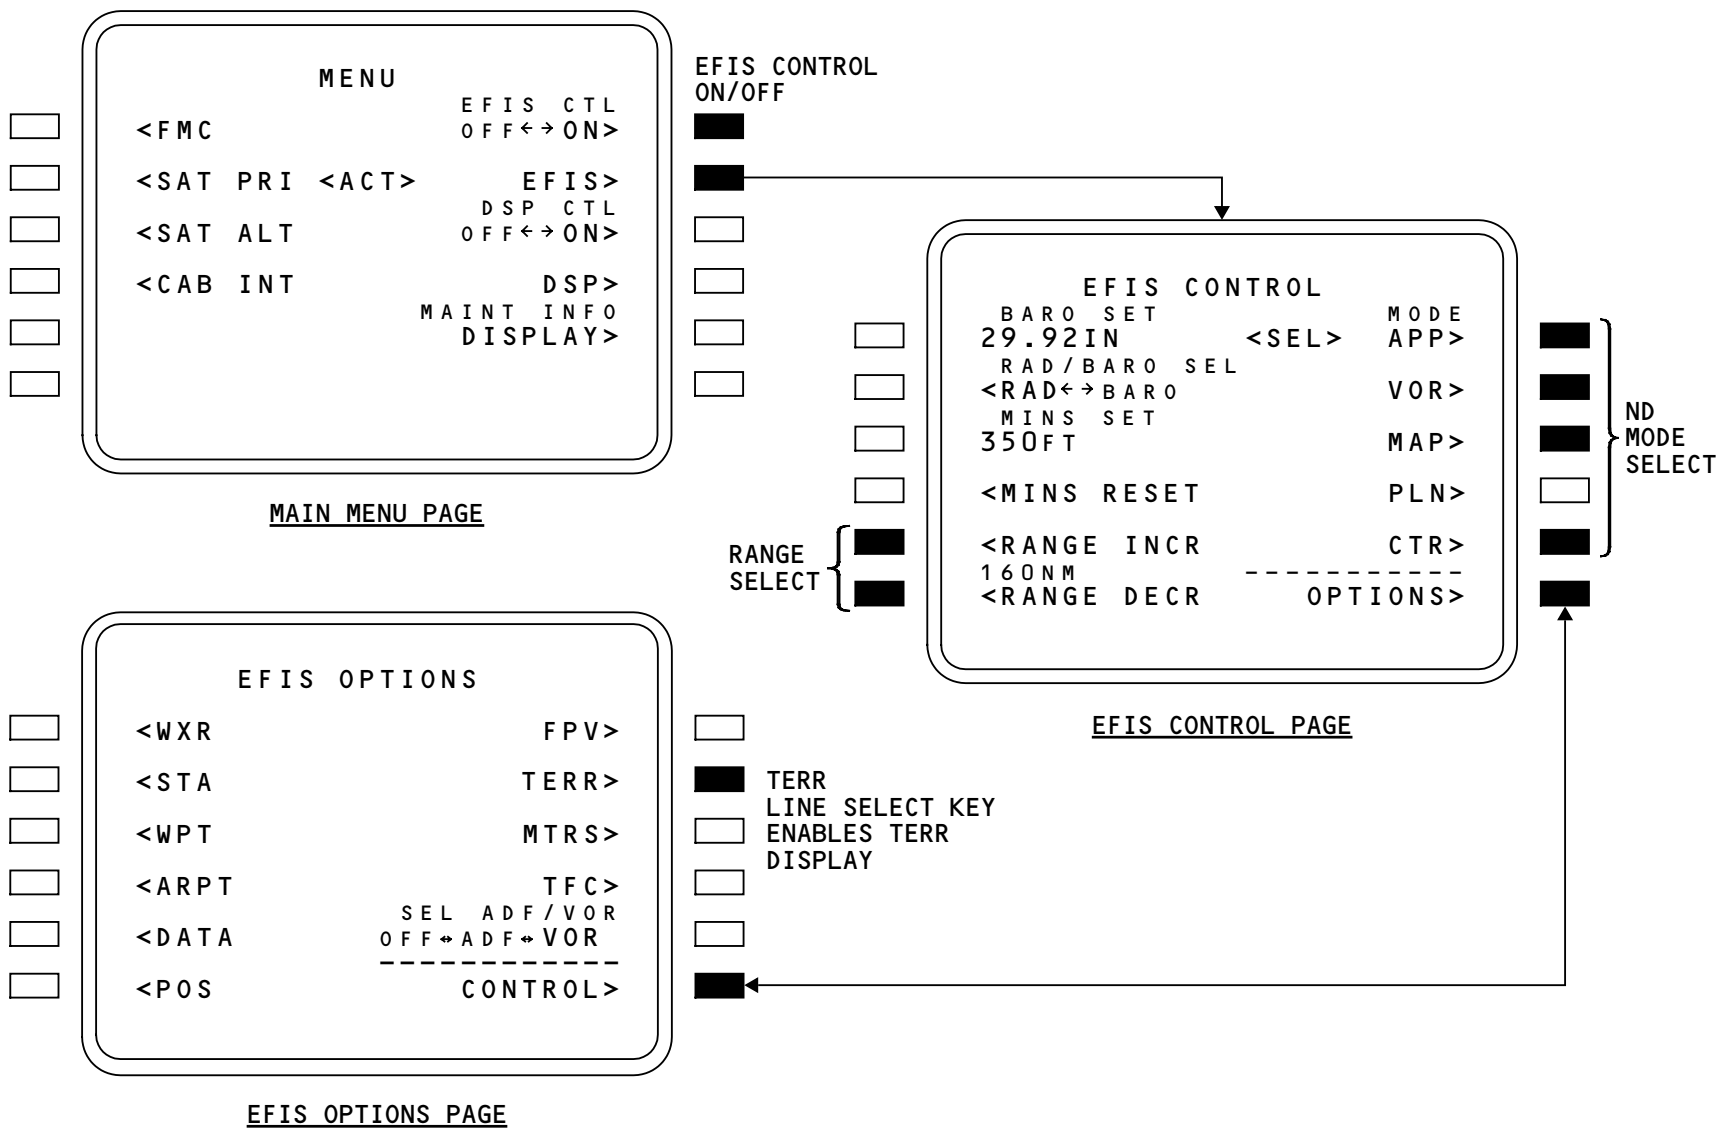 MENU
EFIS CTL
<FMC OFF←→ON>
<SAT PRI <ACT> EFIS>
DSP CTL
<SAT ALT OFF←→ON>
<CAB INT DSP>
MAINT INFO
DISPLAY>
MAIN MENU PAGE
EFIS CONTROL
ON/OFF
EFIS CONTROL
BARO SET MODE
29.92IN <SEL> APP>
RAD/BARO SEL
<RAD←→BARO VOR>
MINS SET
350FT MAP>
<MINS RESET PLN>
<RANGE INCR CTR>
160NM -----------
<RANGE DECR OPTIONS>
EFIS CONTROL PAGE
RANGE
SELECT
ND
MODE
SELECT
EFIS OPTIONS
<WXR FPV>
<STA TERR>
<WPT MTRS>
<ARPT TFC>
SEL ADF/VOR
<DATA OFF↔ADF↔VOR
------------
<POS CONTROL>
EFIS OPTIONS PAGE
TERR
LINE SELECT KEY
ENABLES TERR
DISPLAY